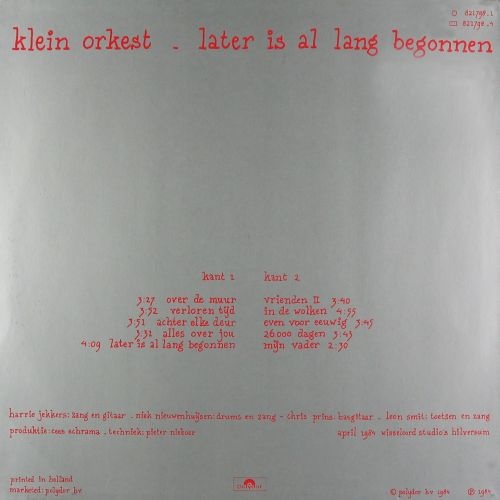 821798_1
821798_4
klein orkest - later is al lang begonnen
kant 1 kant 2
3:27 over de muur vrienden II 3:40
3:52 verloren tijd in de wolken 4:55
3:51 achter elke deur even voor eeuwig 3:45
3:31 alles over jou 26.000 dagen 3:43
4:09 later is al lang begonnen mijn vader 2:30
harrie jekkers: zang en gitaar - niek nieuwenhuijsen: drums en zang - chris prins: basgitaar - leon smit: toetsen en zang
produktie: cees schrama - techniek: pieter nieboer april 1984 wisseloord studio's hilversum
printed in holland
marketed: polydor b.v. Polydor © polydor b.v 1984 ℗ 1984